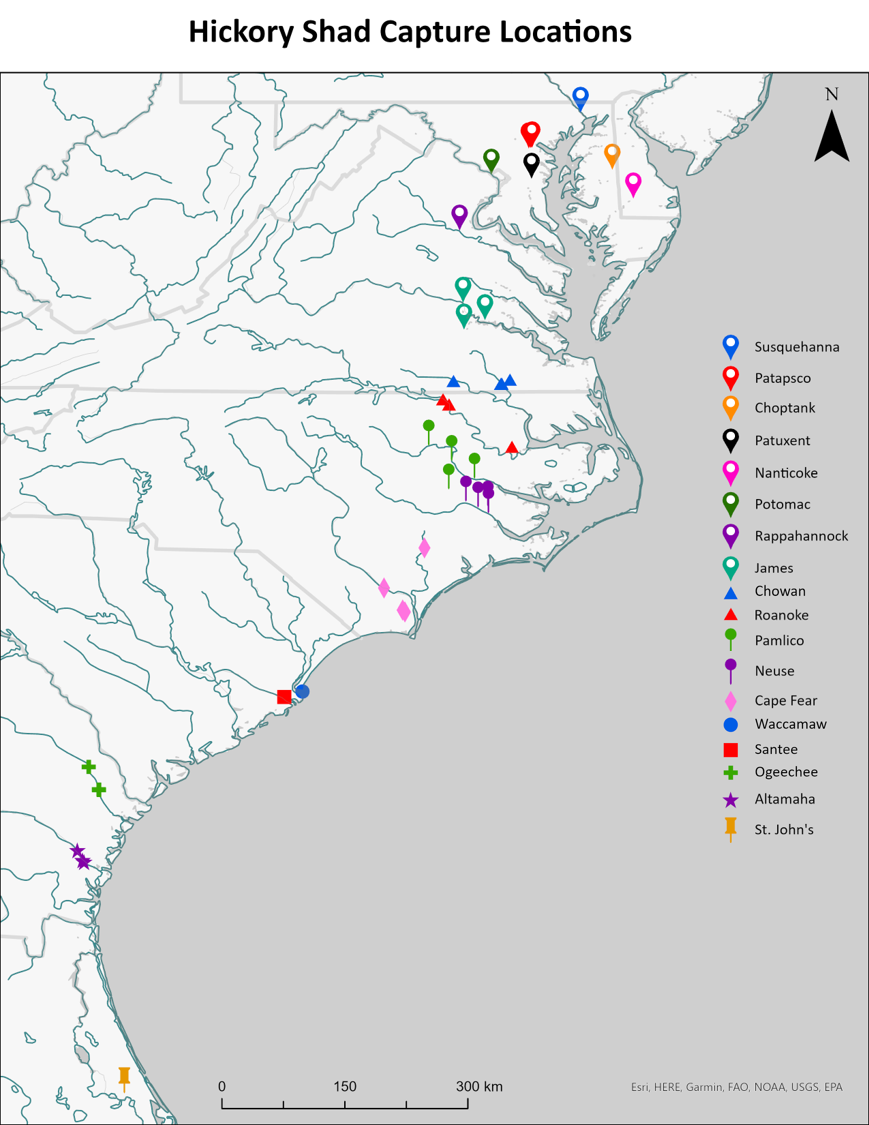 Hickory Shad Capture Locations
N
Susquehanna
Patapsco
Choptank
Patuxent
Nanticoke
Potomac
Rappahannock
James
Chowan
Roanoke
Pamlico
Neuse
Cape Fear
Waccamaw
Santee
Ogeechee
Altamaha
St. John's
0 150 300 km
Esri, HERE, Garmin, FAO, NOAA, USGS, EPA